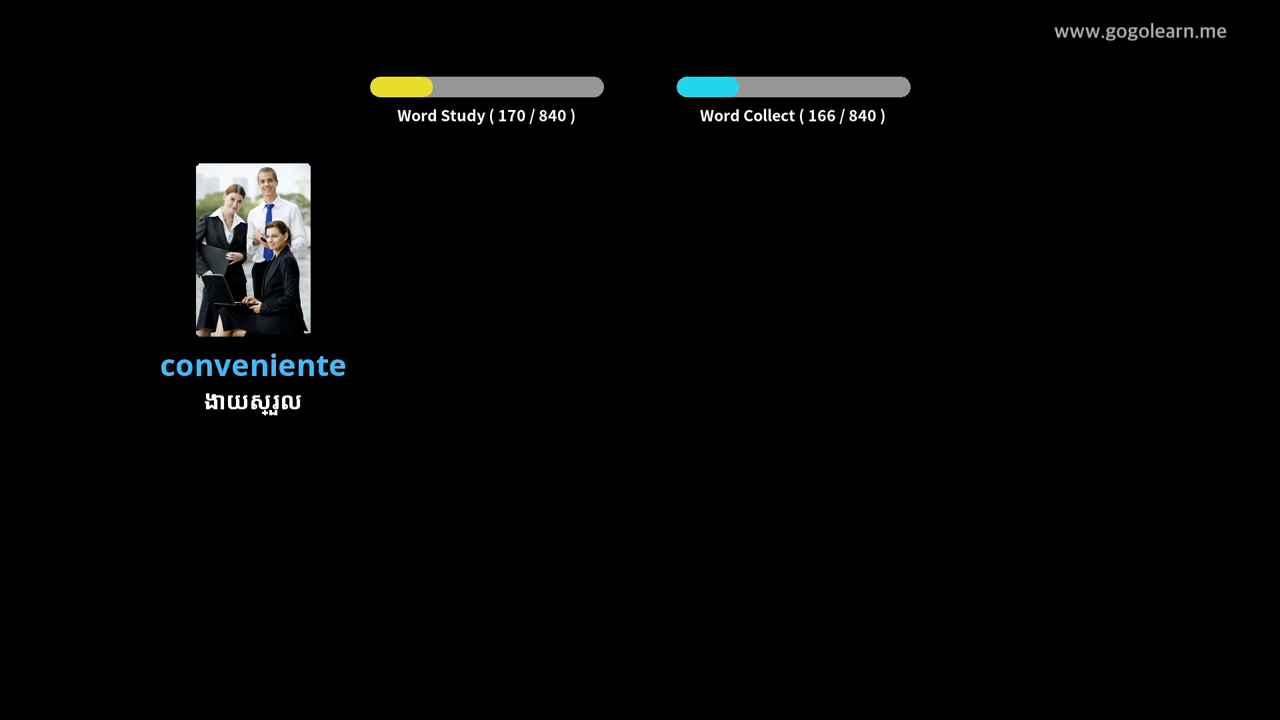 www.gogolearn.me
Word Study ( 170 / 840 )
Word Collect ( 166 / 840 )
conveniente
ងាយស្រួល